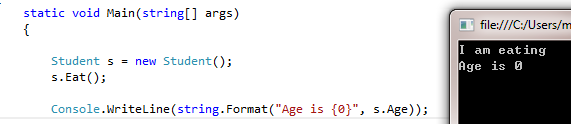 static void Main(string[] args)
{
Student s = new Student();
s.Eat();
Console.WriteLine(string.Format("Age is {0}", s.Age));
file:///C:/Users/m
I am eating
Age is 0